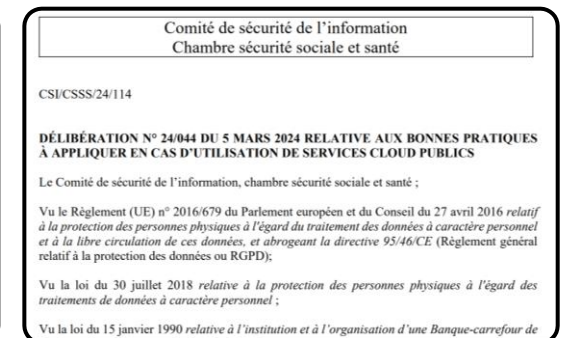 Comité de sécurité de l'information
Chambre sécurité sociale et santé
CSI/CSSS/24/114
DÉLIBÉRATION N° 24/044 DU 5 MARS 2024 RELATIVE AUX BONNES PRATIQUES
À APPLIQUER EN CAS D'UTILISATION DE SERVICES CLOUD PUBLICS
Le Comité de sécurité de l'information, chambre sécurité sociale et santé ;
Vu le Règlement (UE) n° 2016/679 du Parlement européen et du Conseil du 27 avril 2016 relatif
à la protection des personnes physiques à l'égard du traitement des données à caractère personnel
et à la libre circulation de ces données, et abrogeant la directive 95/46/CE (Règlement général
relatif à la protection des données ou RGPD);
Vu la loi du 30 juillet 2018 relative à la protection des personnes physiques à l'égard des
traitements de données à caractère personnel ;
Vu la loi du 15 janvier 1990 relative à l'institution et à l'organisation d'une Banque-carrefour de